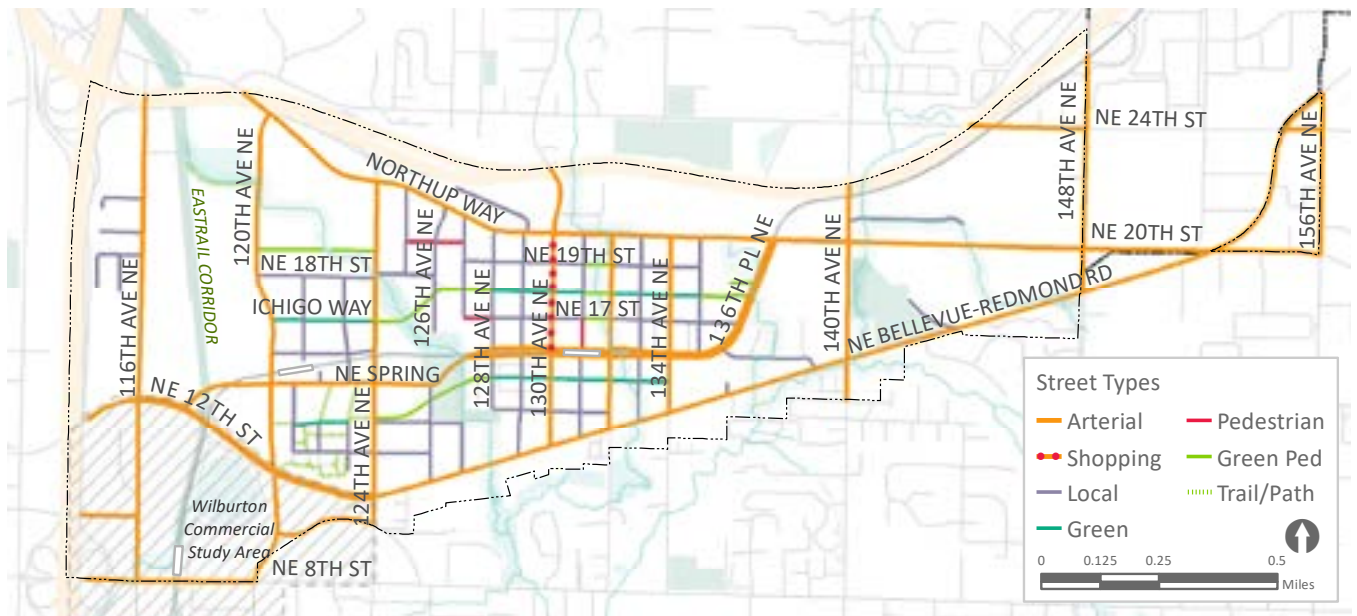 NE 24TH ST
148TH AVE NE
156TH AVE NE
120TH AVE NE
NORTHUP WAY
EASTRAIL CORRIDOR
126TH AVE NE
NE 19TH ST
136TH PL NE
140TH AVE NE
NE 20TH ST
NE 18TH ST
ICHIGO WAY
128TH AVE NE
130TH AVE NE
NE 17 ST
134TH AVE NE
NE BELLEVUE-REDMOND RD
116TH AVE NE
NE SPRING
NE 12TH ST
124TH AVE NE
Wilburton
Commercial
Study Area
NE 8TH ST
Street Types
Arterial
Pedestrian
Shopping
Green Ped
Local
Trail/Path
Green
0 0.125 0.25 0.5
Miles